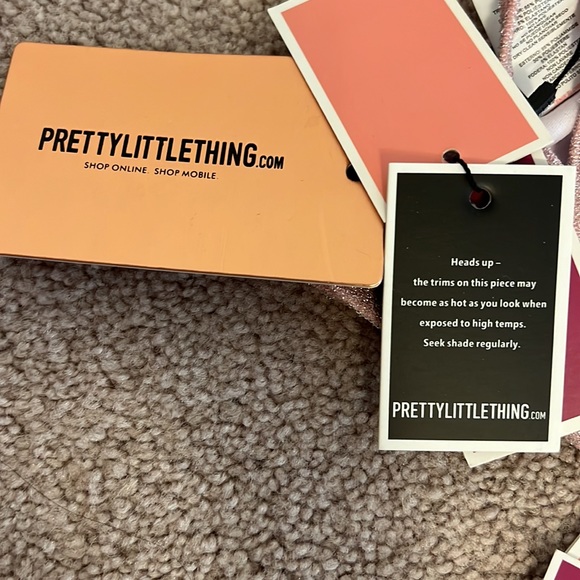 PRETTYLITTLETHING.COM
SHOP ONLINE. SHOP MOBILE.
Heads up –
the trims on this piece may
become as hot as you look when
exposed to high temps.
Seek shade regularly.
PRETTYLITTLETHING.COM